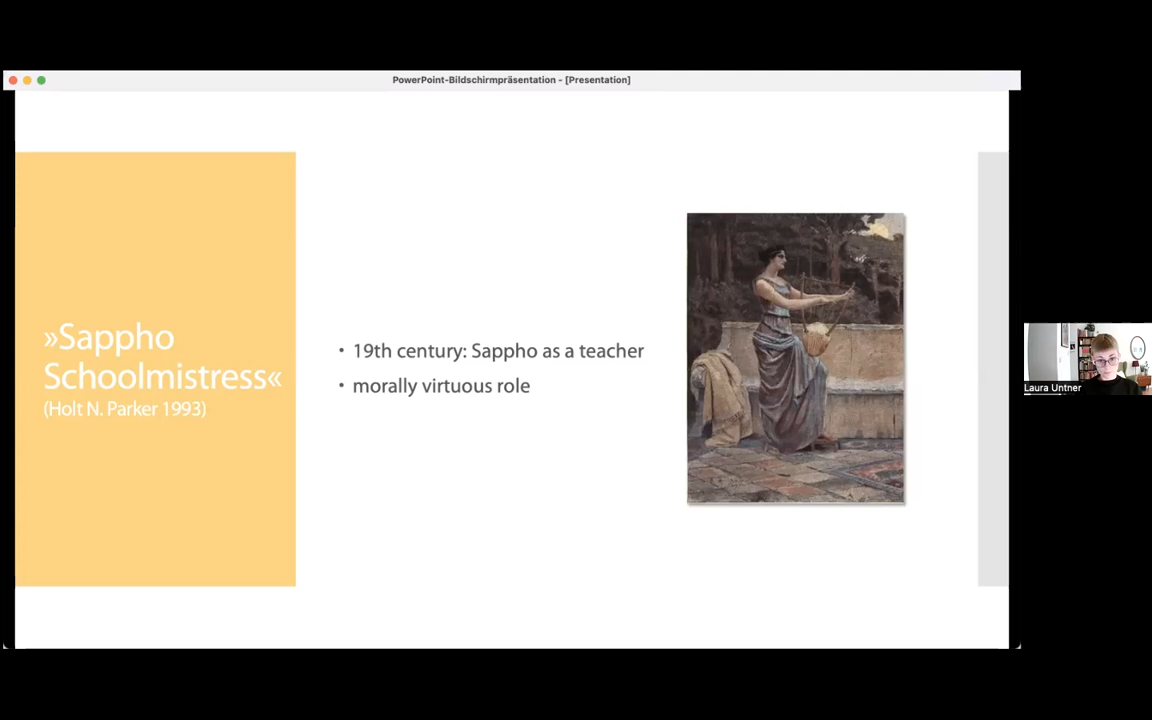 PowerPoint-Bildschirmpräsentation - [Presentation]
»Sappho
Schoolmistress«
(Holt N. Parker 1993)
• 19th century: Sappho as a teacher
• morally virtuous role
Laura Untner